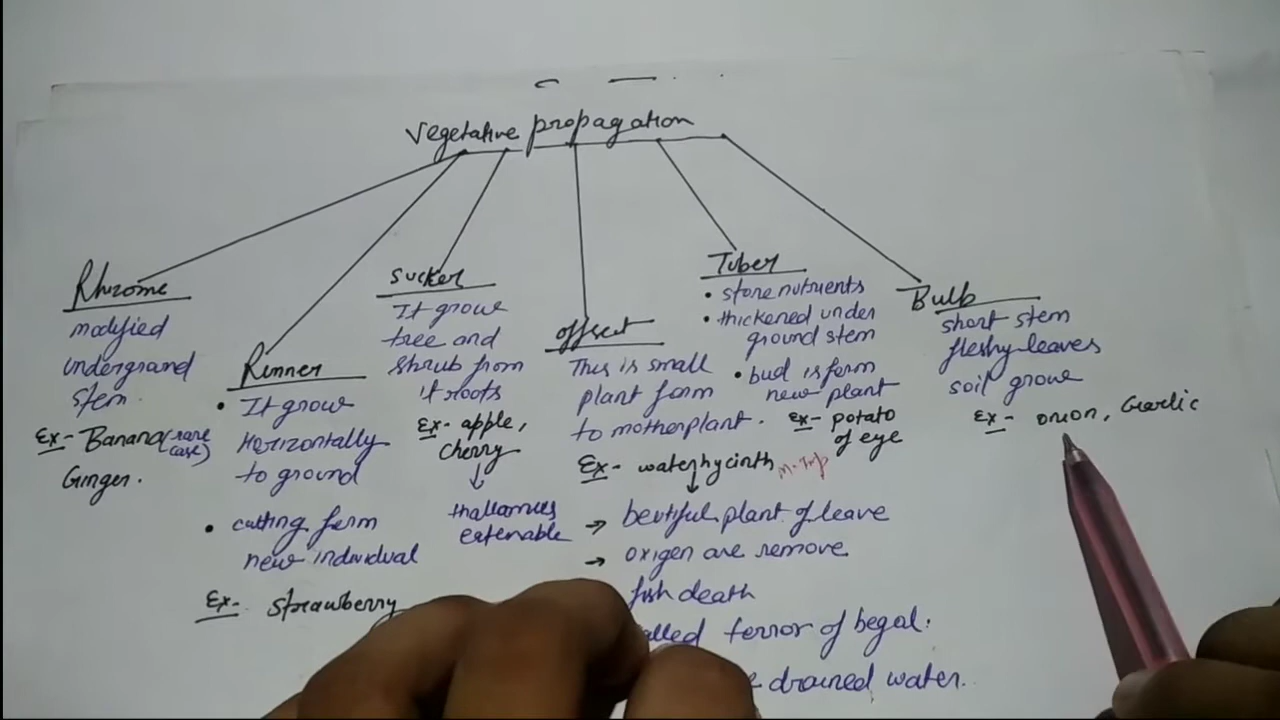 Vegetative propagation
Rhizome
modified
underground
stem.
Ex- Banana (rare case)
Ginger.
Runner
• It grow
Horizontally
to ground
• cutting form
new individual
Ex- strawberry
Sucker
It grow
tree and
shrub from
it roots
Ex- apple,
cherry
thallamus
eatenable
offset
This is small
plant form
to motherplant.
Ex- waterhycinth m.Imp
→ beutiful plant of leave
→ oxigen are remove
fish death
called terror of begal.
drained water.
Tuber
• store nutrients
• thickened under
ground stem
• bud is form
new plant
Ex- potato
of eye
Bulb
short stem
fleshy leaves
soil grow
Ex- onion, Garlic